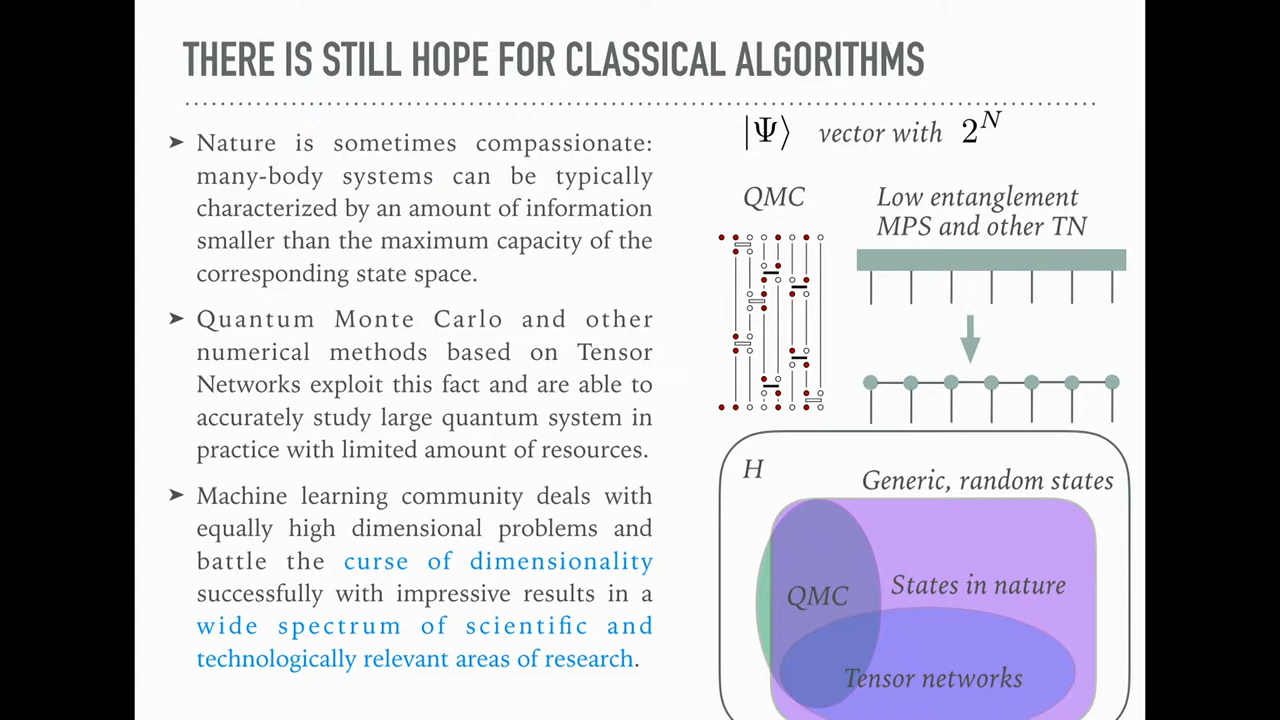 THERE IS STILL HOPE FOR CLASSICAL ALGORITHMS
➤ Nature is sometimes compassionate:
many-body systems can be typically
characterized by an amount of information
smaller than the maximum capacity of the
corresponding state space.
➤ Quantum Monte Carlo and other
numerical methods based on Tensor
Networks exploit this fact and are able to
accurately study large quantum system in
practice with limited amount of resources.
➤ Machine learning community deals with
equally high dimensional problems and
battle the curse of dimensionality
successfully with impressive results in a
wide spectrum of scientific and
technologically relevant areas of research.
|Ψ⟩ vector with 2^N
QMC
Low entanglement
MPS and other TN
H
Generic, random states
QMC
States in nature
Tensor networks